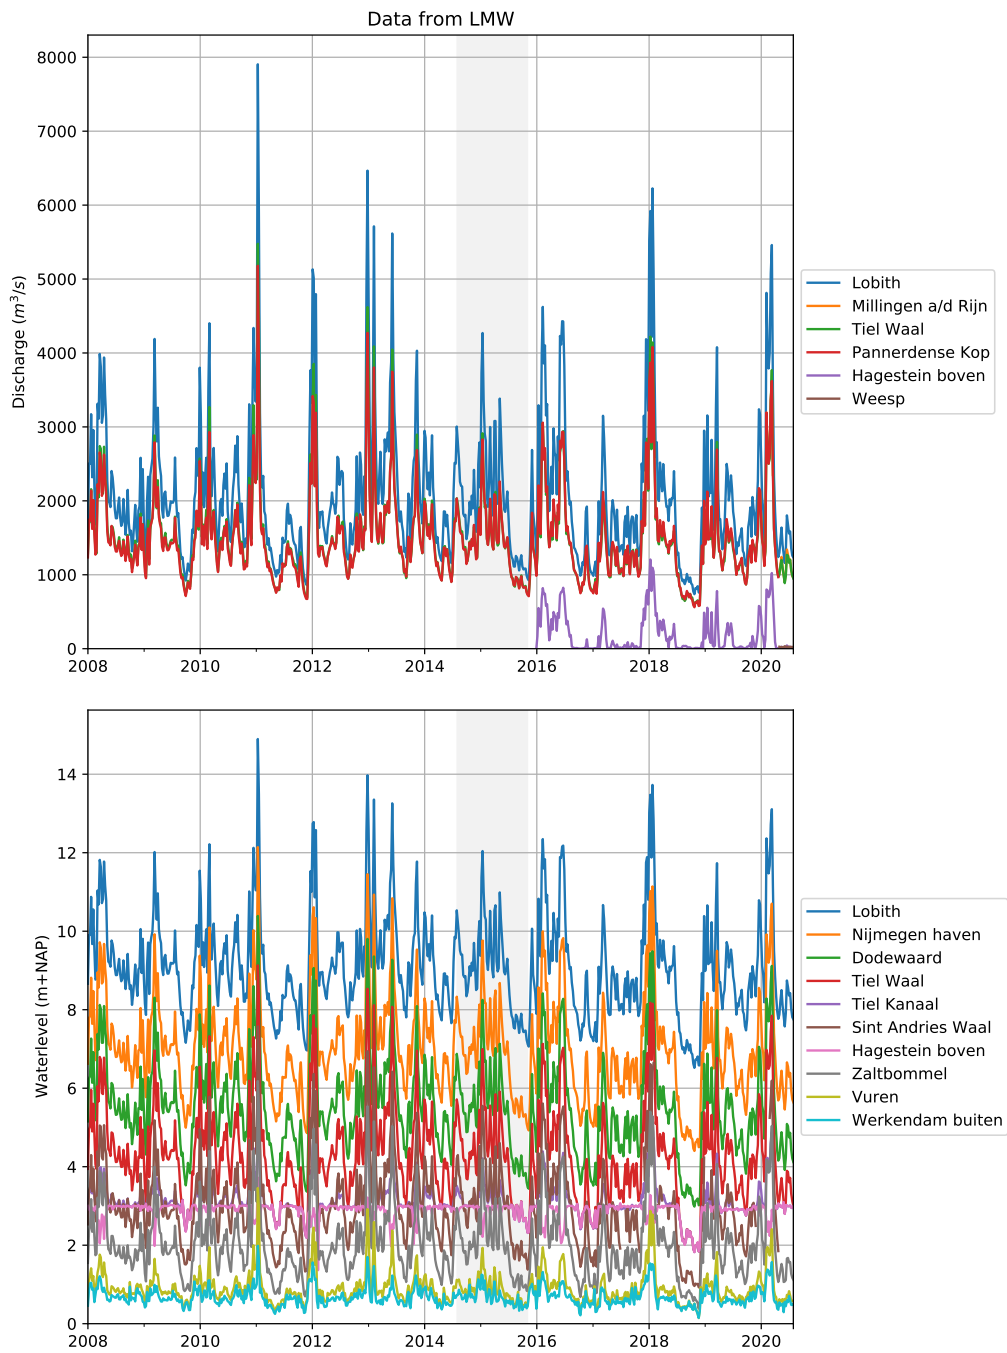 Data from LMW
8000
7000
6000
5000
4000
3000
2000
1000
0
Discharge (m³/s)
2008 2010 2012 2014 2016 2018 2020
Lobith
Millingen a/d Rijn
Tiel Waal
Pannerdense Kop
Hagestein boven
Weesp
14
12
10
8
6
4
2
0
Waterlevel (m+NAP)
2008 2010 2012 2014 2016 2018 2020
Lobith
Nijmegen haven
Dodewaard
Tiel Waal
Tiel Kanaal
Sint Andries Waal
Hagestein boven
Zaltbommel
Vuren
Werkendam buiten